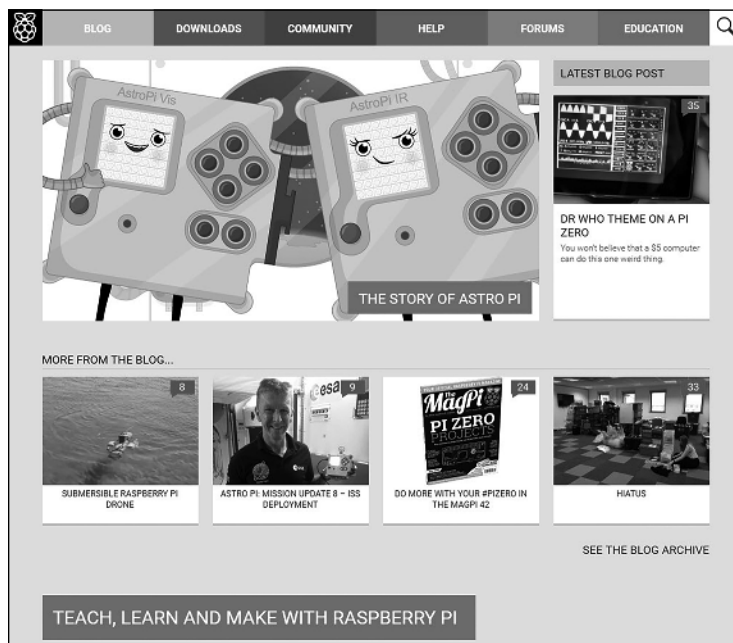 BLOG DOWNLOADS COMMUNITY HELP FORUMS EDUCATION
AstroPi Vis
AstroPi IR
THE STORY OF ASTRO PI
LATEST BLOG POST
35
DR WHO THEME ON A PI
ZERO
You won't believe that a $5 computer
can do this one weird thing.
MORE FROM THE BLOG...
8
SUBMERSIBLE RASPBERRY PI
DRONE
esa
9
ASTRO PI: MISSION UPDATE 8 – ISS
DEPLOYMENT
24
The
MagPi
PI ZERO
PROJECTS
DO MORE WITH YOUR #PIZERO IN
THE MAGPI 42
33
HIATUS
SEE THE BLOG ARCHIVE
TEACH, LEARN AND MAKE WITH RASPBERRY PI